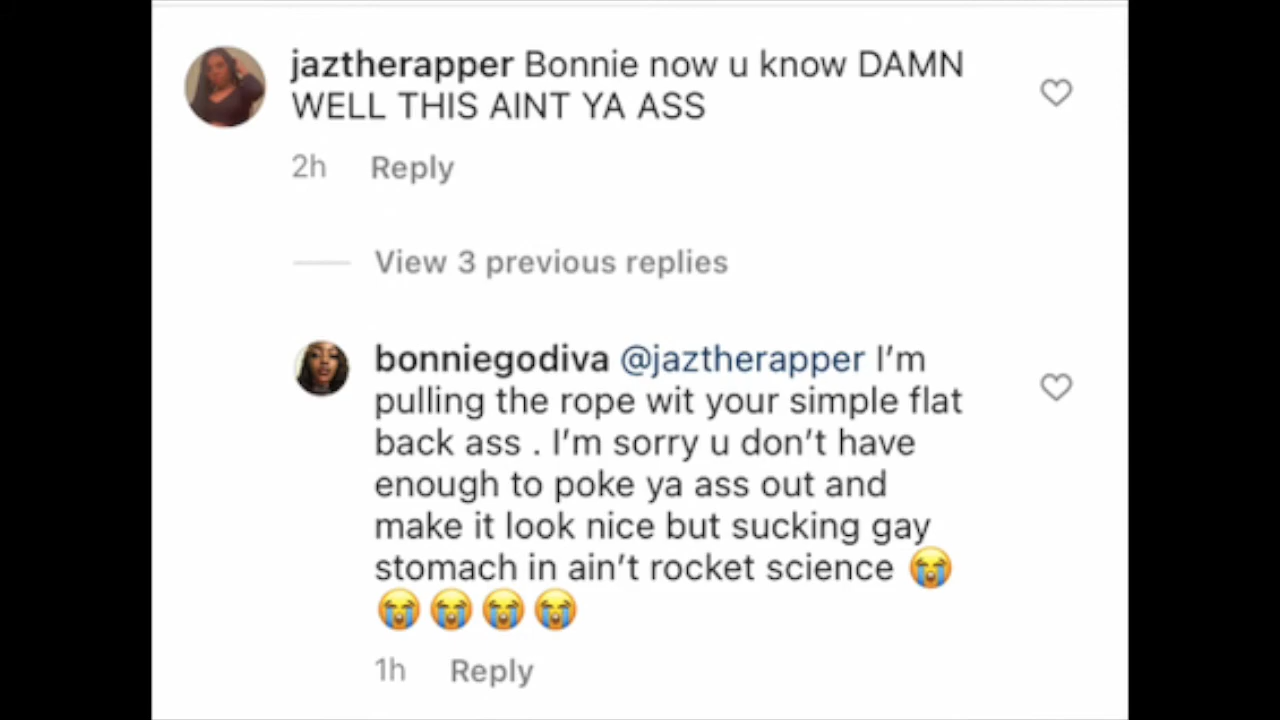 jaztherapper Bonnie now u know DAMN
WELL THIS AINT YA ASS
2h Reply
View 3 previous replies
bonniegodiva @jaztherapper I'm
pulling the rope wit your simple flat
back ass . I'm sorry u don't have
enough to poke ya ass out and
make it look nice but sucking gay
stomach in ain't rocket science 😭
😭😭😭😭
1h Reply